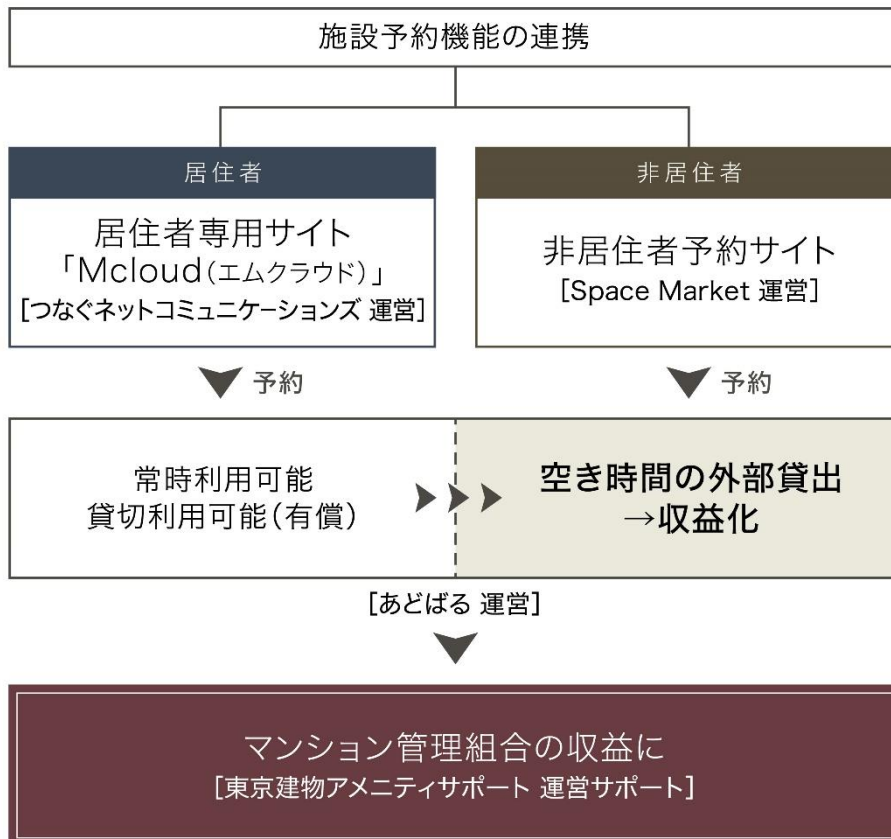 施設予約機能の連携
居住者
居住者専用サイト
「Mcloud(エムクラウド)」
[つなぐネットコミュニケーションズ 運営]
非居住者
非居住者予約サイト
[Space Market 運営]
予約
予約
常時利用可能
貸切利用可能(有償)
空き時間の外部貸出
→収益化
[あどばる 運営]
マンション管理組合の収益に
[東京建物アメニティサポート 運営サポート]